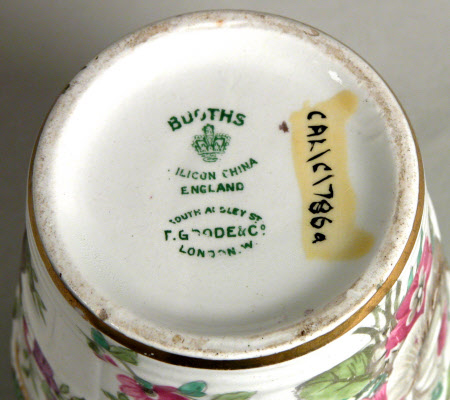 BOOTHS
ILICON CHINA
ENGLAND
SOUTH AUDLEY ST.
T. GOODE & Co
LONDON. W.
CAL\C\1786a